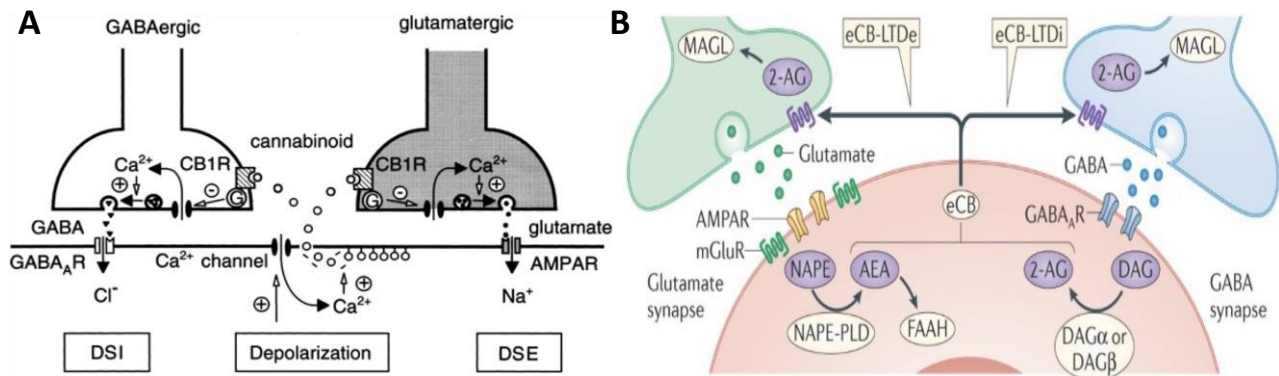 A
GABAergic
glutamatergic
cannabinoid
Ca²⁺
CB1R
CB1R
Ca²⁺
⊕
⊖
G
G
⊖
⊕
GABA
glutamate
GABA_AR
Ca²⁺ channel
AMPAR
Cl⁻
⊕
Ca²⁺
⊕
Na⁺
DSI
Depolarization
DSE
B
MAGL
2-AG
eCB-LTDe
eCB-LTDi
2-AG
MAGL
Glutamate
GABA
AMPAR
mGluR
eCB
GABA_AR
Glutamate
synapse
NAPE
AEA
2-AG
DAG
GABA
synapse
NAPE-PLD
FAAH
DAGα or
DAGβ